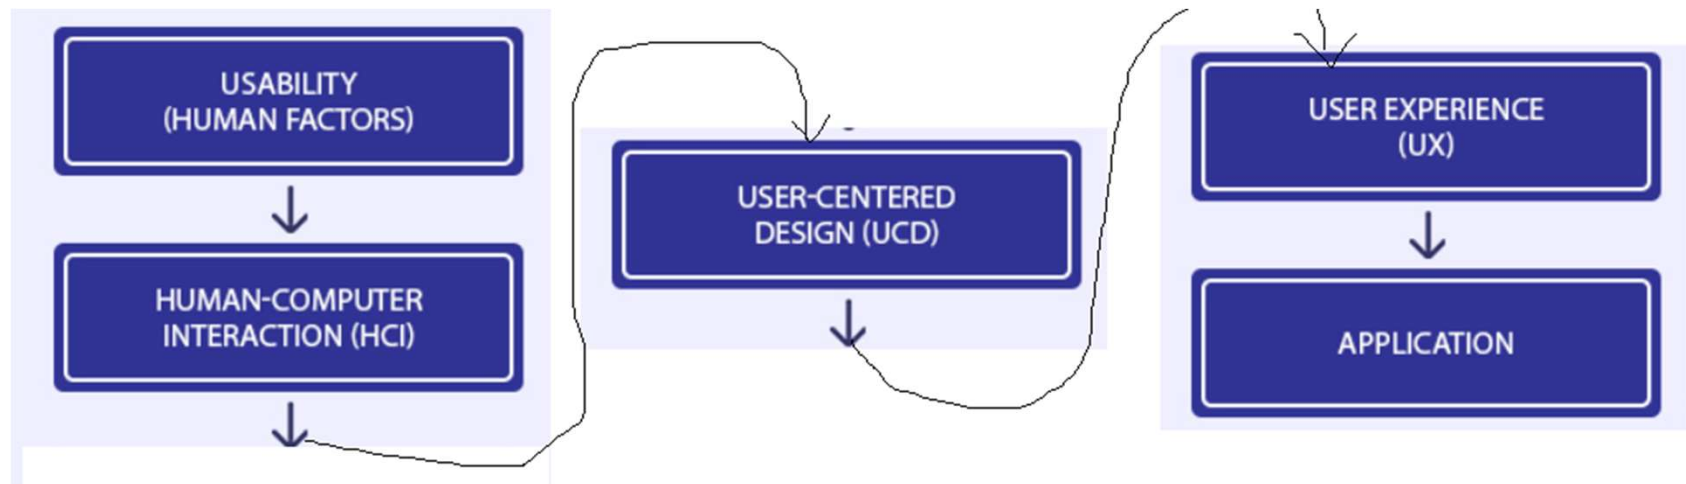 USABILITY
(HUMAN FACTORS)
HUMAN-COMPUTER
INTERACTION (HCI)
USER-CENTERED
DESIGN (UCD)
USER EXPERIENCE
(UX)
APPLICATION